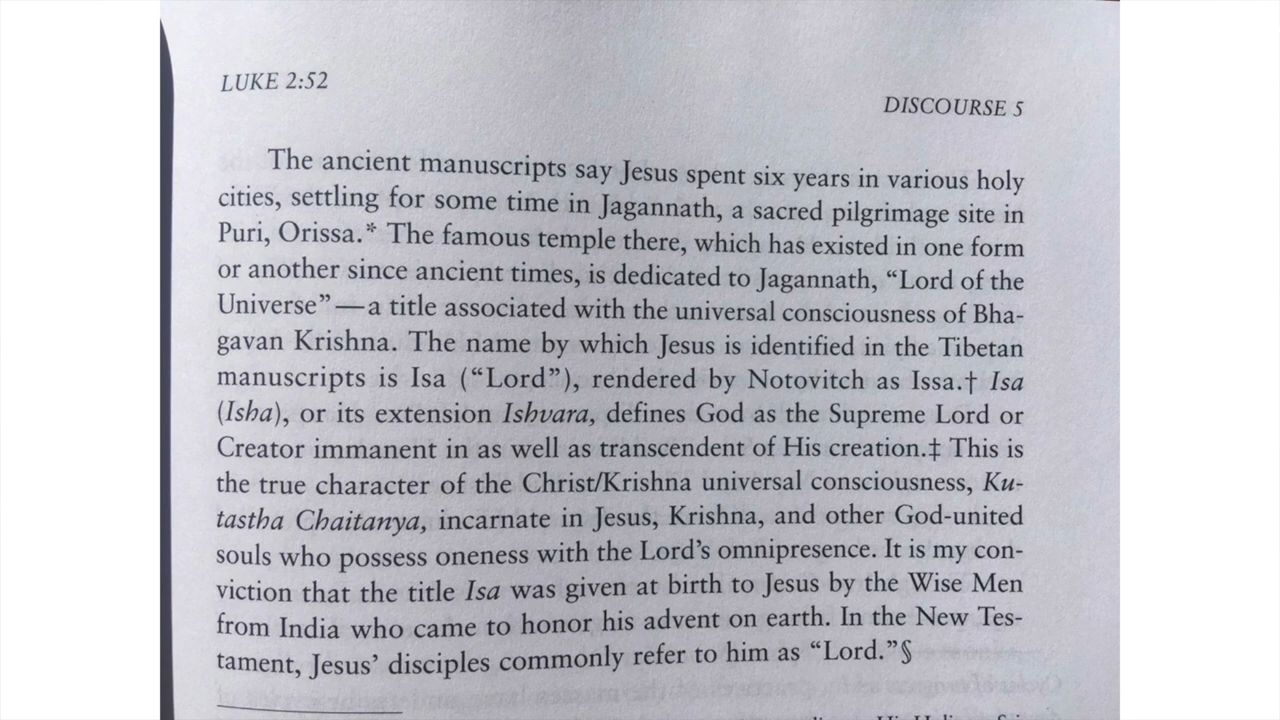 LUKE 2:52
DISCOURSE 5
The ancient manuscripts say Jesus spent six years in various holy
cities, settling for some time in Jagannath, a sacred pilgrimage site in
Puri, Orissa.* The famous temple there, which has existed in one form
or another since ancient times, is dedicated to Jagannath, “Lord of the
Universe”—a title associated with the universal consciousness of Bha-
gavan Krishna. The name by which Jesus is identified in the Tibetan
manuscripts is Isa (“Lord”), rendered by Notovitch as Issa.† Isa
(Isha), or its extension Ishvara, defines God as the Supreme Lord or
Creator immanent in as well as transcendent of His creation.‡ This is
the true character of the Christ/Krishna universal consciousness, Ku-
tastha Chaitanya, incarnate in Jesus, Krishna, and other God-united
souls who possess oneness with the Lord’s omnipresence. It is my con-
viction that the title Isa was given at birth to Jesus by the Wise Men
from India who came to honor his advent on earth. In the New Tes-
tament, Jesus’ disciples commonly refer to him as “Lord.”§